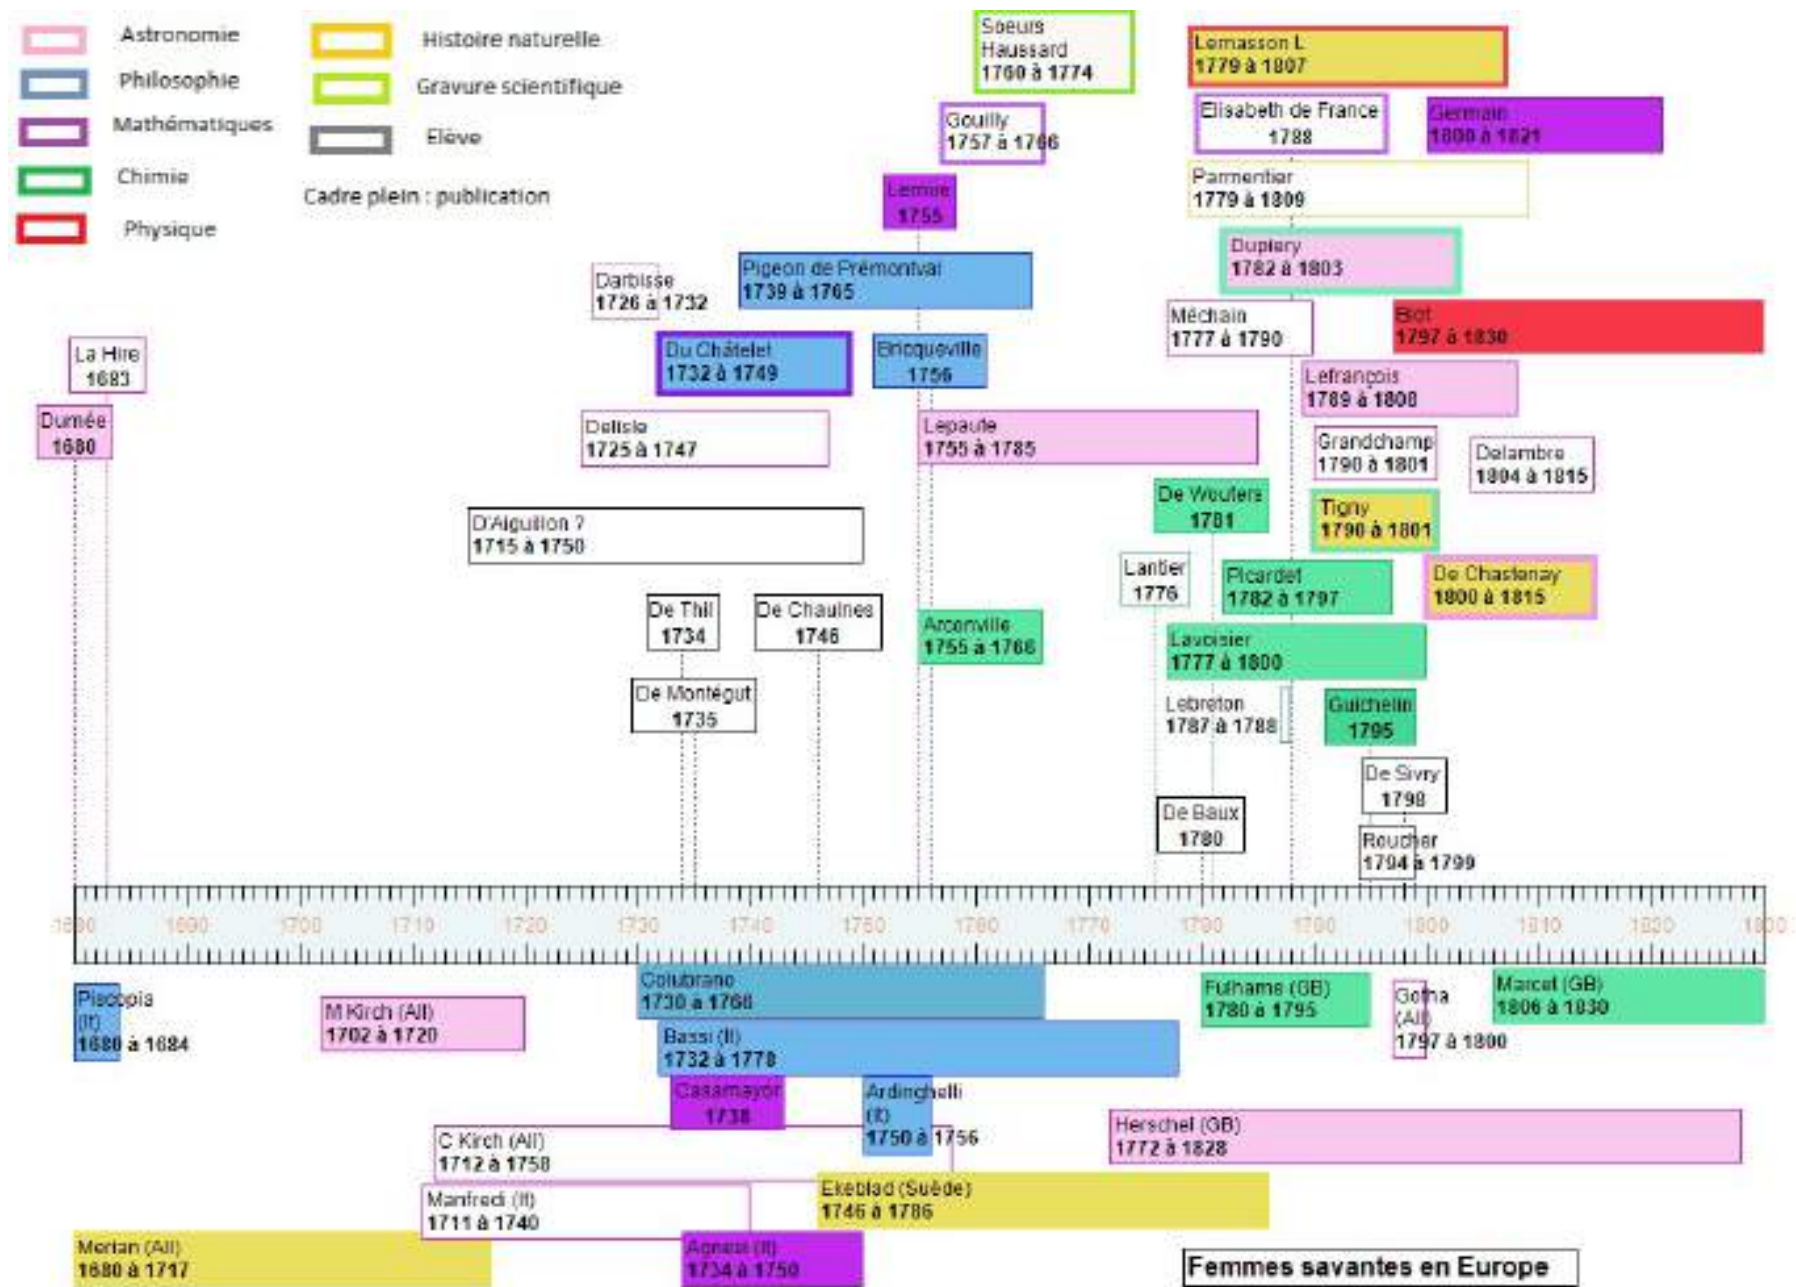 Astronomie
Philosophie
Mathématiques
Chimie
Physique
Histoire naturelle
Gravure scientifique
Elève
Cadre plein : publication
Soeurs
Haussard
1760 à 1774
Lemasson L
1779 à 1807
Gouilly
1757 à 1766
Elisabeth de France
1788
Germain
1800 à 1821
Lemire
1755
Parmentier
1779 à 1809
Dupiery
1782 à 1803
Darbisse
1726 à 1732
Pigeon de Prémontval
1739 à 1765
Méchain
1777 à 1790
Biot
1797 à 1830
La Hire
1683
Du Châtelet
1732 à 1749
Bricqueville
1756
Lefrançois
1789 à 1808
Dumée
1680
Delisle
1725 à 1747
Lepaute
1755 à 1785
Grandchamp
1790 à 1801
Delambre
1804 à 1815
De Wouters
1781
Tigny
1790 à 1801
D'Aiguillon ?
1715 à 1750
Lantier
1776
Picardet
1782 à 1797
De Chastenay
1800 à 1815
De Thil
1734
De Chaulnes
1746
Arconville
1755 à 1766
Lavoisier
1777 à 1800
De Montégut
1735
Lebreton
1787 à 1788
Guichelin
1795
De Sivry
1798
De Baux
1780
Roucher
1794 à 1799
1680 1690 1700 1710 1720 1730 1740 1750 1760 1770 1780 1790 1800 1810 1820 1830
Piscopia
(It)
1680 à 1684
M Kirch (All)
1702 à 1720
Colubrano
1730 à 1766
Bassi (It)
1732 à 1778
Fulhame (GB)
1780 à 1795
Gotha
(All)
1797 à 1800
Marcet (GB)
1806 à 1830
Casamayor
1738
Ardinghelli
(It)
1750 à 1756
C Kirch (All)
1712 à 1758
Herschel (GB)
1772 à 1828
Manfredi (It)
1711 à 1740
Ekeblad (Suède)
1746 à 1786
Merian (All)
1680 à 1717
Agnesi (It)
1734 à 1750
Femmes savantes en Europe